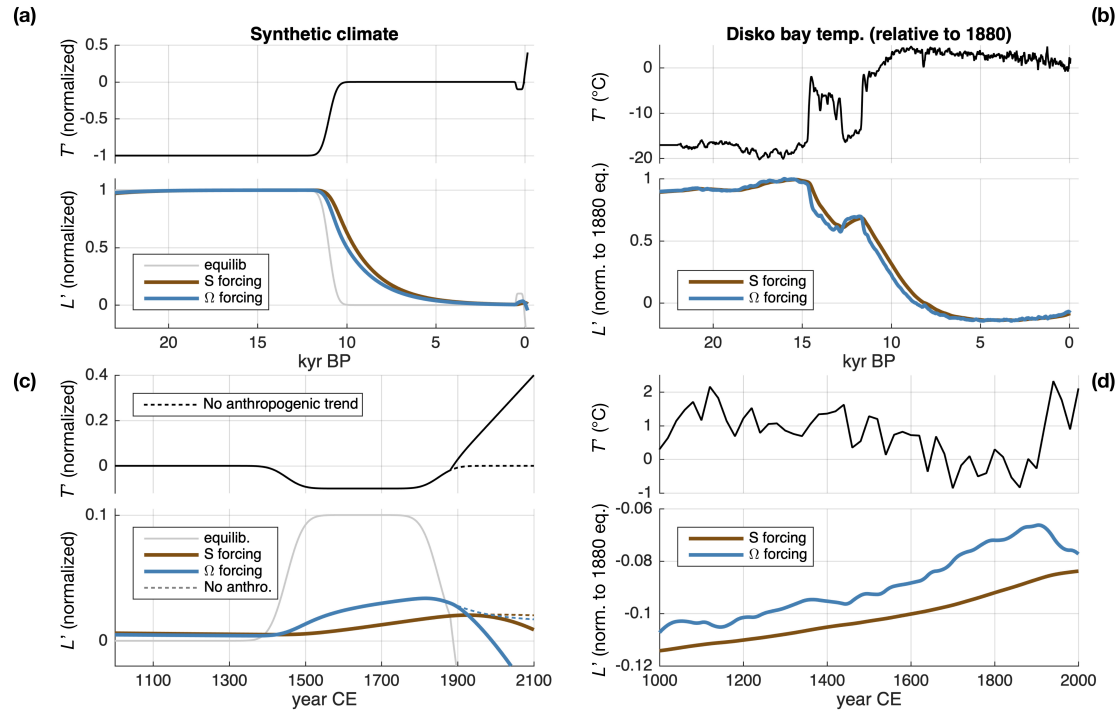 (a)
Synthetic climate
T' (normalized)
0.5
0
-0.5
-1
L' (normalized)
1
0.5
0
equilib
S forcing
Ω forcing
20
15
10
5
0
kyr BP
(b)
Disko bay temp. (relative to 1880)
T' (°C)
0
-10
-20
L' (norm. to 1880 eq.)
1
0.5
0
S forcing
Ω forcing
20
15
10
5
0
kyr BP
(c)
T' (normalized)
0.4
0.2
0
No anthropogenic trend
L' (normalized)
0.1
0
equilib.
S forcing
Ω forcing
No anthro.
1100
1300
1500
1700
1900
2100
year CE
(d)
T' (°C)
2
1
0
-1
L' (norm. to 1880 eq.)
-0.06
-0.08
-0.1
-0.12
S forcing
Ω forcing
1000
1200
1400
1600
1800
2000
year CE